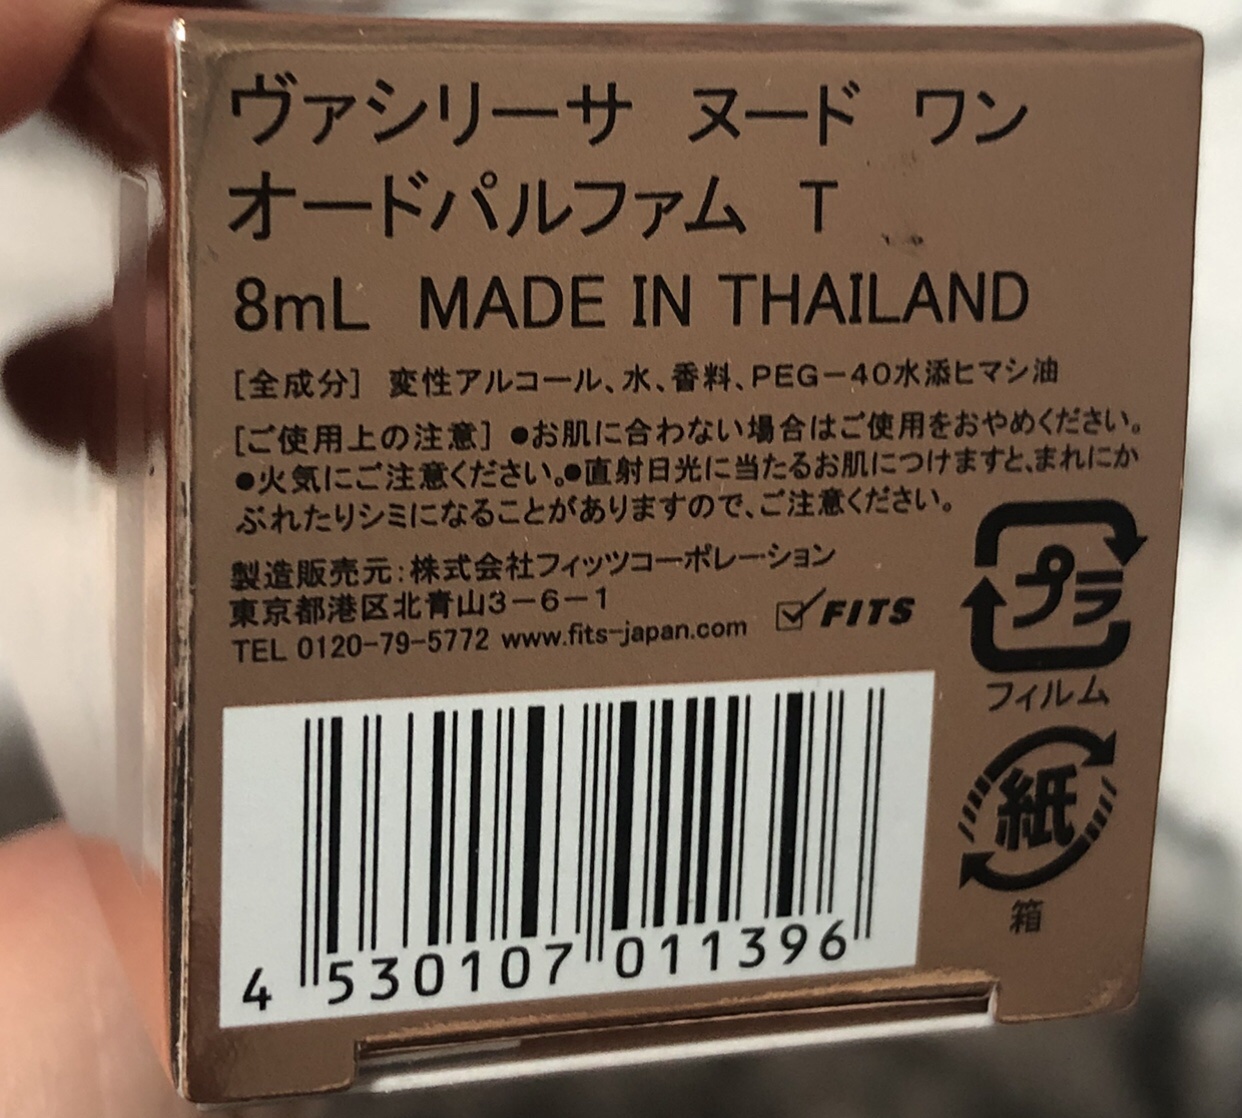 ヴァシリーサ ヌード ワン
オードパルファム T
8mL MADE IN THAILAND
[全成分] 変性アルコール、水、香料、PEG－40水添ヒマシ油
[ご使用上の注意] ●お肌に合わない場合はご使用をおやめください。
●火気にご注意ください。●直射日光に当たるお肌につけますと、まれにか
ぶれたりシミになることがありますので、ご注意ください。
製造販売元:株式会社フィッツコーポレーション
東京都港区北青山3－6－1
TEL 0120-79-5772 www.fits-japan.com
FITS
プラ
フィルム
紙
箱
4 530107 011396